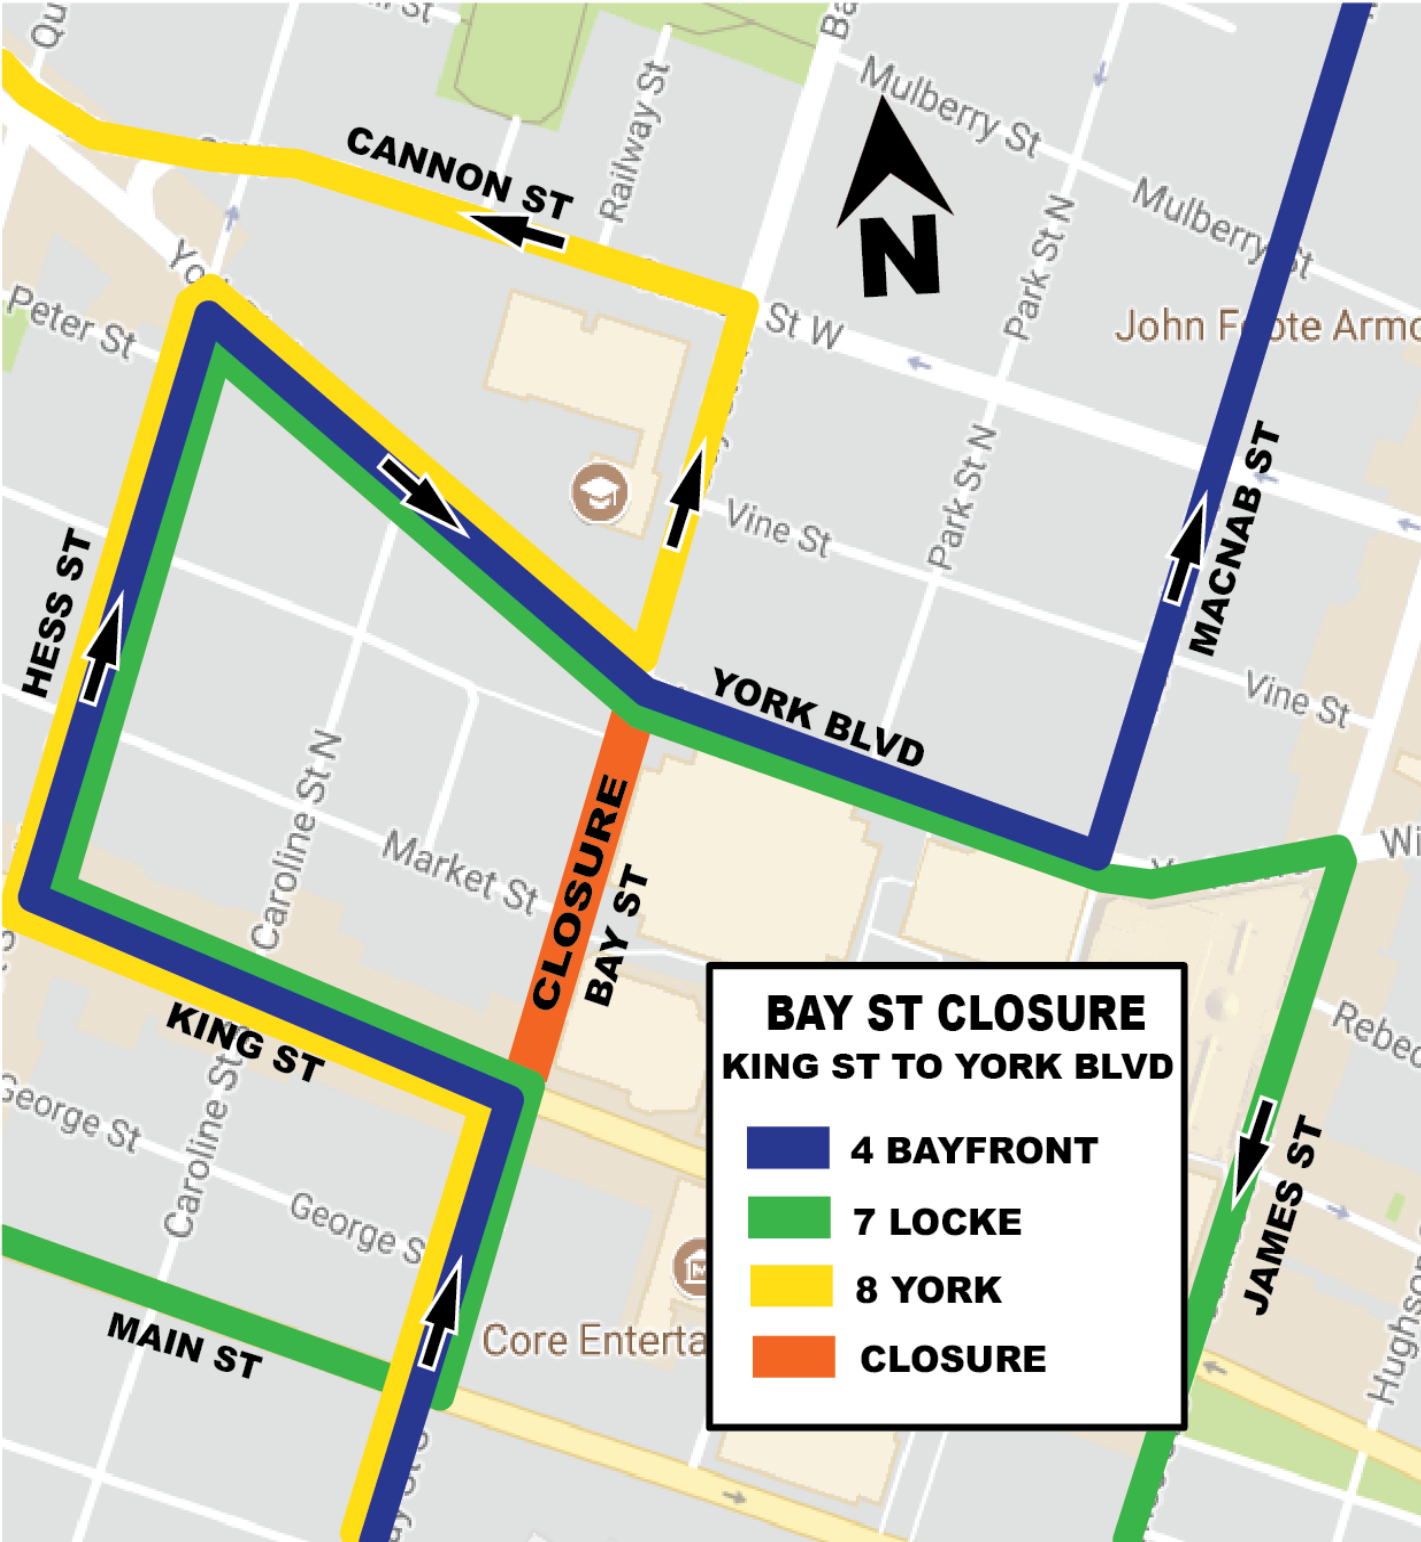 Railway St
Mulberry St
Mulberry St
CANNON ST
Park St N
St W
Peter St
Park St N
Vine St
Vine St
MACNAB ST
HESS ST
YORK BLVD
Caroline St N
Market St
CLOSURE
BAY ST
N
KING ST
George St
Caroline St
George S
MAIN ST
JAMES ST
BAY ST CLOSURE
KING ST TO YORK BLVD
4 BAYFRONT
7 LOCKE
8 YORK
CLOSURE